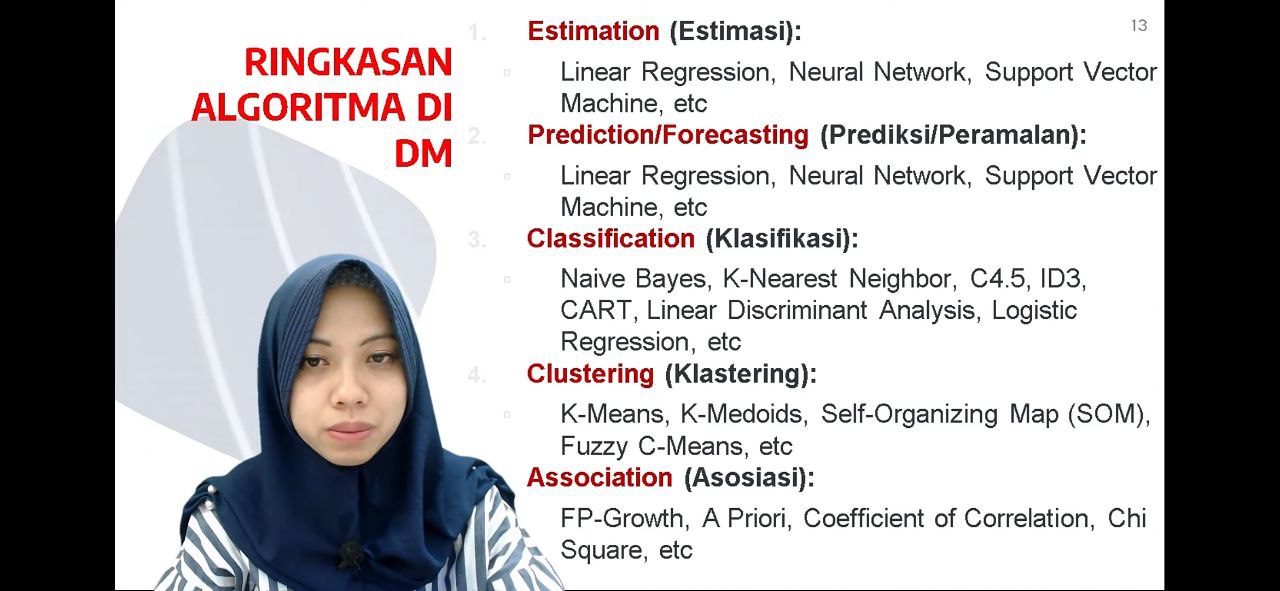 13
RINGKASAN
ALGORITMA DI
DM
1. Estimation (Estimasi):
Linear Regression, Neural Network, Support Vector
Machine, etc
2. Prediction/Forecasting (Prediksi/Peramalan):
Linear Regression, Neural Network, Support Vector
Machine, etc
3. Classification (Klasifikasi):
Naive Bayes, K-Nearest Neighbor, C4.5, ID3,
CART, Linear Discriminant Analysis, Logistic
Regression, etc
4. Clustering (Klastering):
K-Means, K-Medoids, Self-Organizing Map (SOM),
Fuzzy C-Means, etc
Association (Asosiasi):
FP-Growth, A Priori, Coefficient of Correlation, Chi
Square, etc